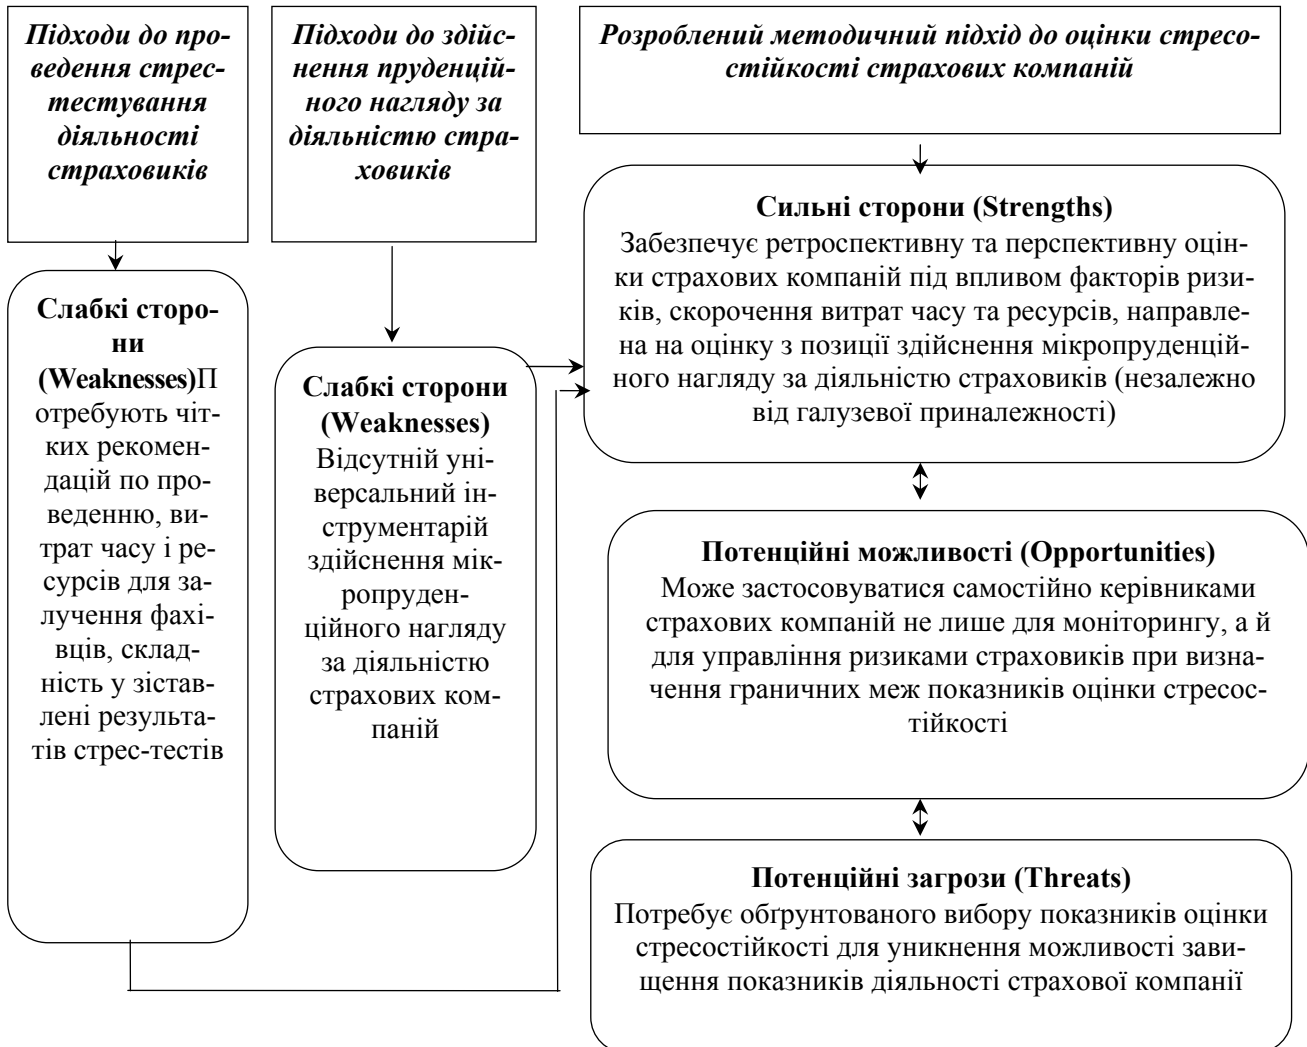 Підходи до про-
ведення стрес-
тестування
діяльності
страховиків
Підходи до здійс-
нення пруденцій-
ного нагляду за
діяльністю стра-
ховиків
Розроблений методичний підхід до оцінки стресо-
стійкості страхових компаній
Слабкі сторо-
ни
(Weaknesses)П
отребують чіт-
ких рекомен-
дацій по про-
веденню, ви-
трат часу і ре-
сурсів для за-
лучення фахі-
вців, склад-
ність у зістав-
лені результа-
тів стрес-тестів
Слабкі сторони
(Weaknesses)
Відсутній уні-
версальний ін-
струментарій
здійснення мік-
ропруден-
ційного нагляду
за діяльністю
страхових ком-
паній
Сильні сторони (Strengths)
Забезпечує ретроспективну та перспективну оцін-
ки страхових компаній під впливом факторів ризи-
ків, скорочення витрат часу та ресурсів, направле-
на на оцінку з позиції здійснення мікропруденцій-
ного нагляду за діяльністю страховиків (незалежно
від галузевої приналежності)
Потенційні можливості (Opportunities)
Може застосовуватися самостійно керівниками
страхових компаній не лише для моніторингу, а й
для управління ризиками страховиків при визна-
чення граничних меж показників оцінки стресос-
тійкості
Потенційні загрози (Threats)
Потребує обґрунтованого вибору показників оцінки
стресостійкості для уникнення можливості зави-
щення показників діяльності страхової компанії